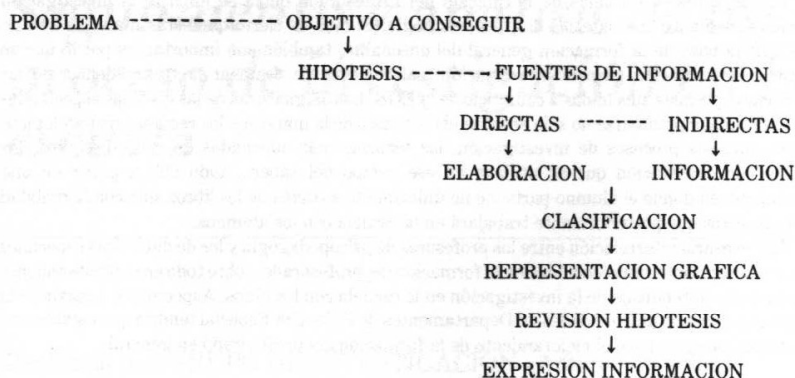 PROBLEMA ------------ OBJETIVO A CONSEGUIR
HIPOTESIS ------- FUENTES DE INFORMACION
DIRECTAS ------- INDIRECTAS
ELABORACION INFORMACION
CLASIFICACION
REPRESENTACION GRAFICA
REVISION HIPOTESIS
EXPRESION INFORMACION